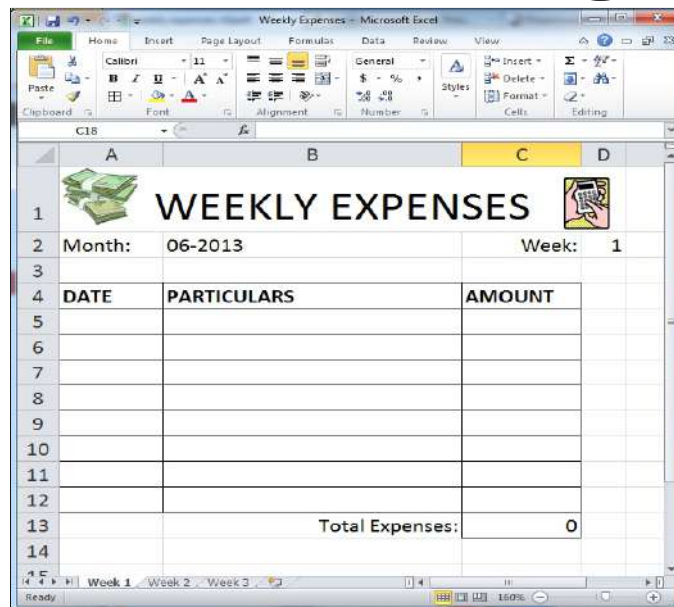 Weekly Expenses - Microsoft Excel
File Home Insert Page Layout Formulas Data Review View
Calibri 11 General Insert Σ
Paste B I U A A $ % , Styles Delete
A Format
Clipboard Font Alignment Number Cells Editing
C18 fx
A B C D
1 WEEKLY EXPENSES
2 Month: 06-2013 Week: 1
3
4 DATE PARTICULARS AMOUNT
5
6
7
8
9
10
11
12
13 Total Expenses: 0
14
15
Week 1 Week 2 Week 3
Ready 160%